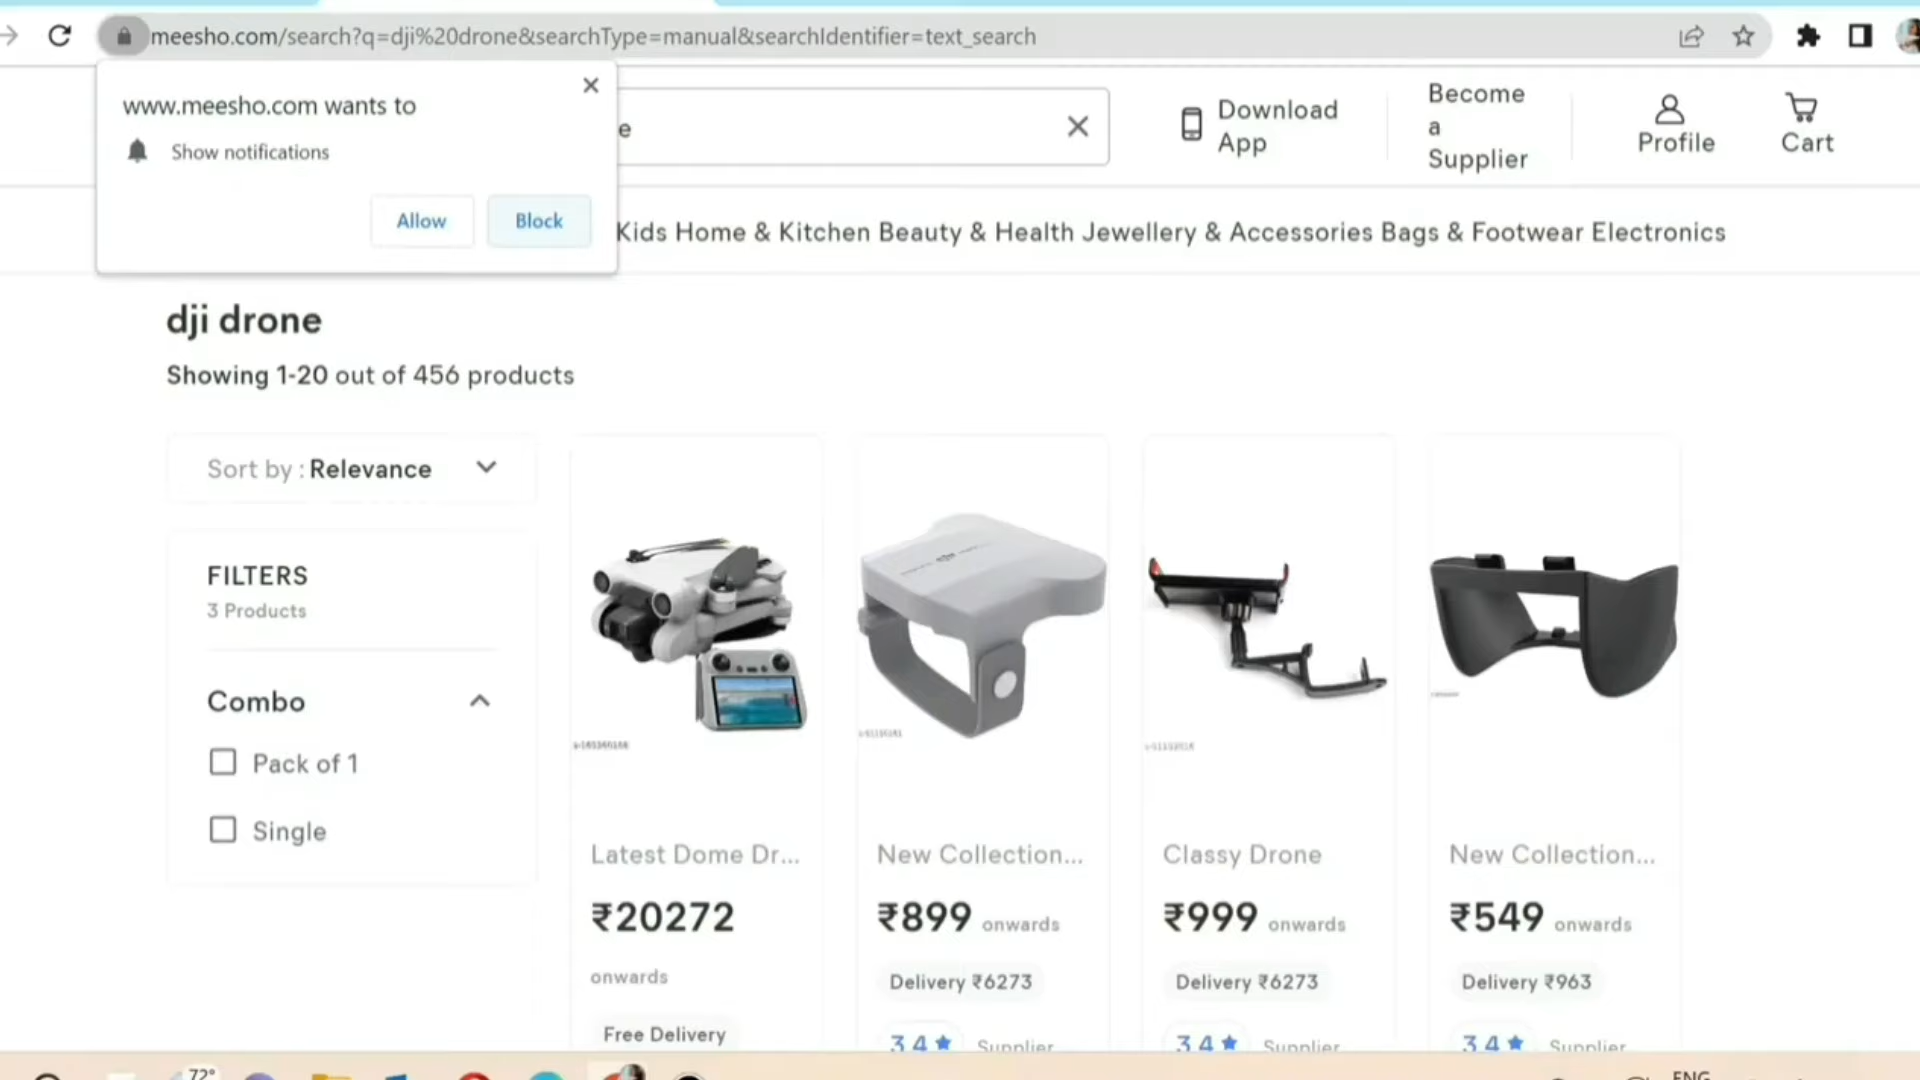 meesho.com/search?q=dji%20drone&searchType=manual&searchIdentifier=text_search
www.meesho.com wants to
Show notifications
Allow
Block
e
Download
App
Become
a
Supplier
Profile
Cart
Kids Home & Kitchen Beauty & Health Jewellery & Accessories Bags & Footwear Electronics
dji drone
Showing 1-20 out of 456 products
Sort by : Relevance
FILTERS
3 Products
Combo
Pack of 1
Single
Latest Dome Dr...
₹20272
onwards
Free Delivery
New Collection...
₹899 onwards
Delivery ₹6273
3.4 Supplier
Classy Drone
₹999 onwards
Delivery ₹6273
3.4 Supplier
New Collection...
₹549 onwards
Delivery ₹963
3.4 Supplier
72°
ENG